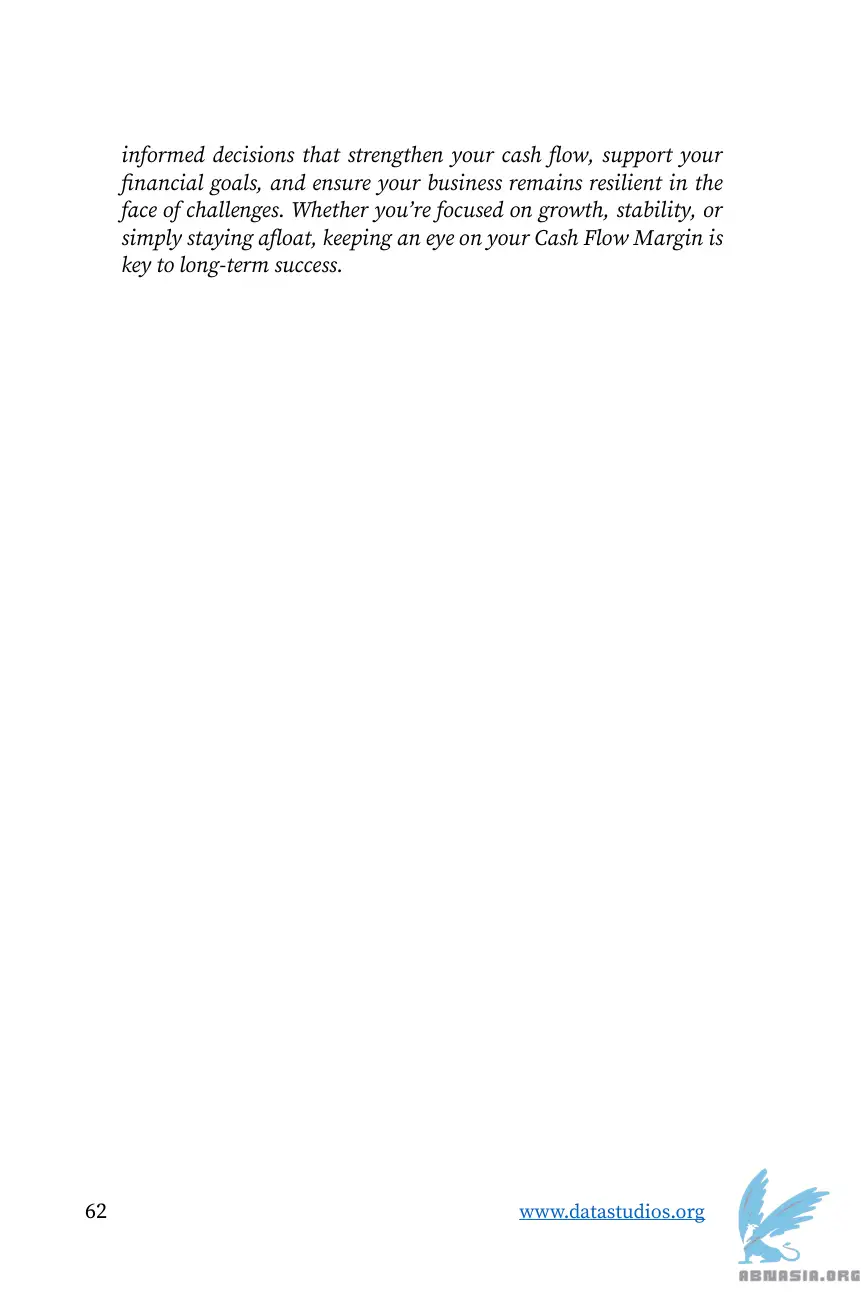 informed decisions that strengthen your cash flow, support your
financial goals, and ensure your business remains resilient in the
face of challenges. Whether you’re focused on growth, stability, or
simply staying afloat, keeping an eye on your Cash Flow Margin is
key to long-term success.
62
www.datastudios.org
ABNASIA.ORG